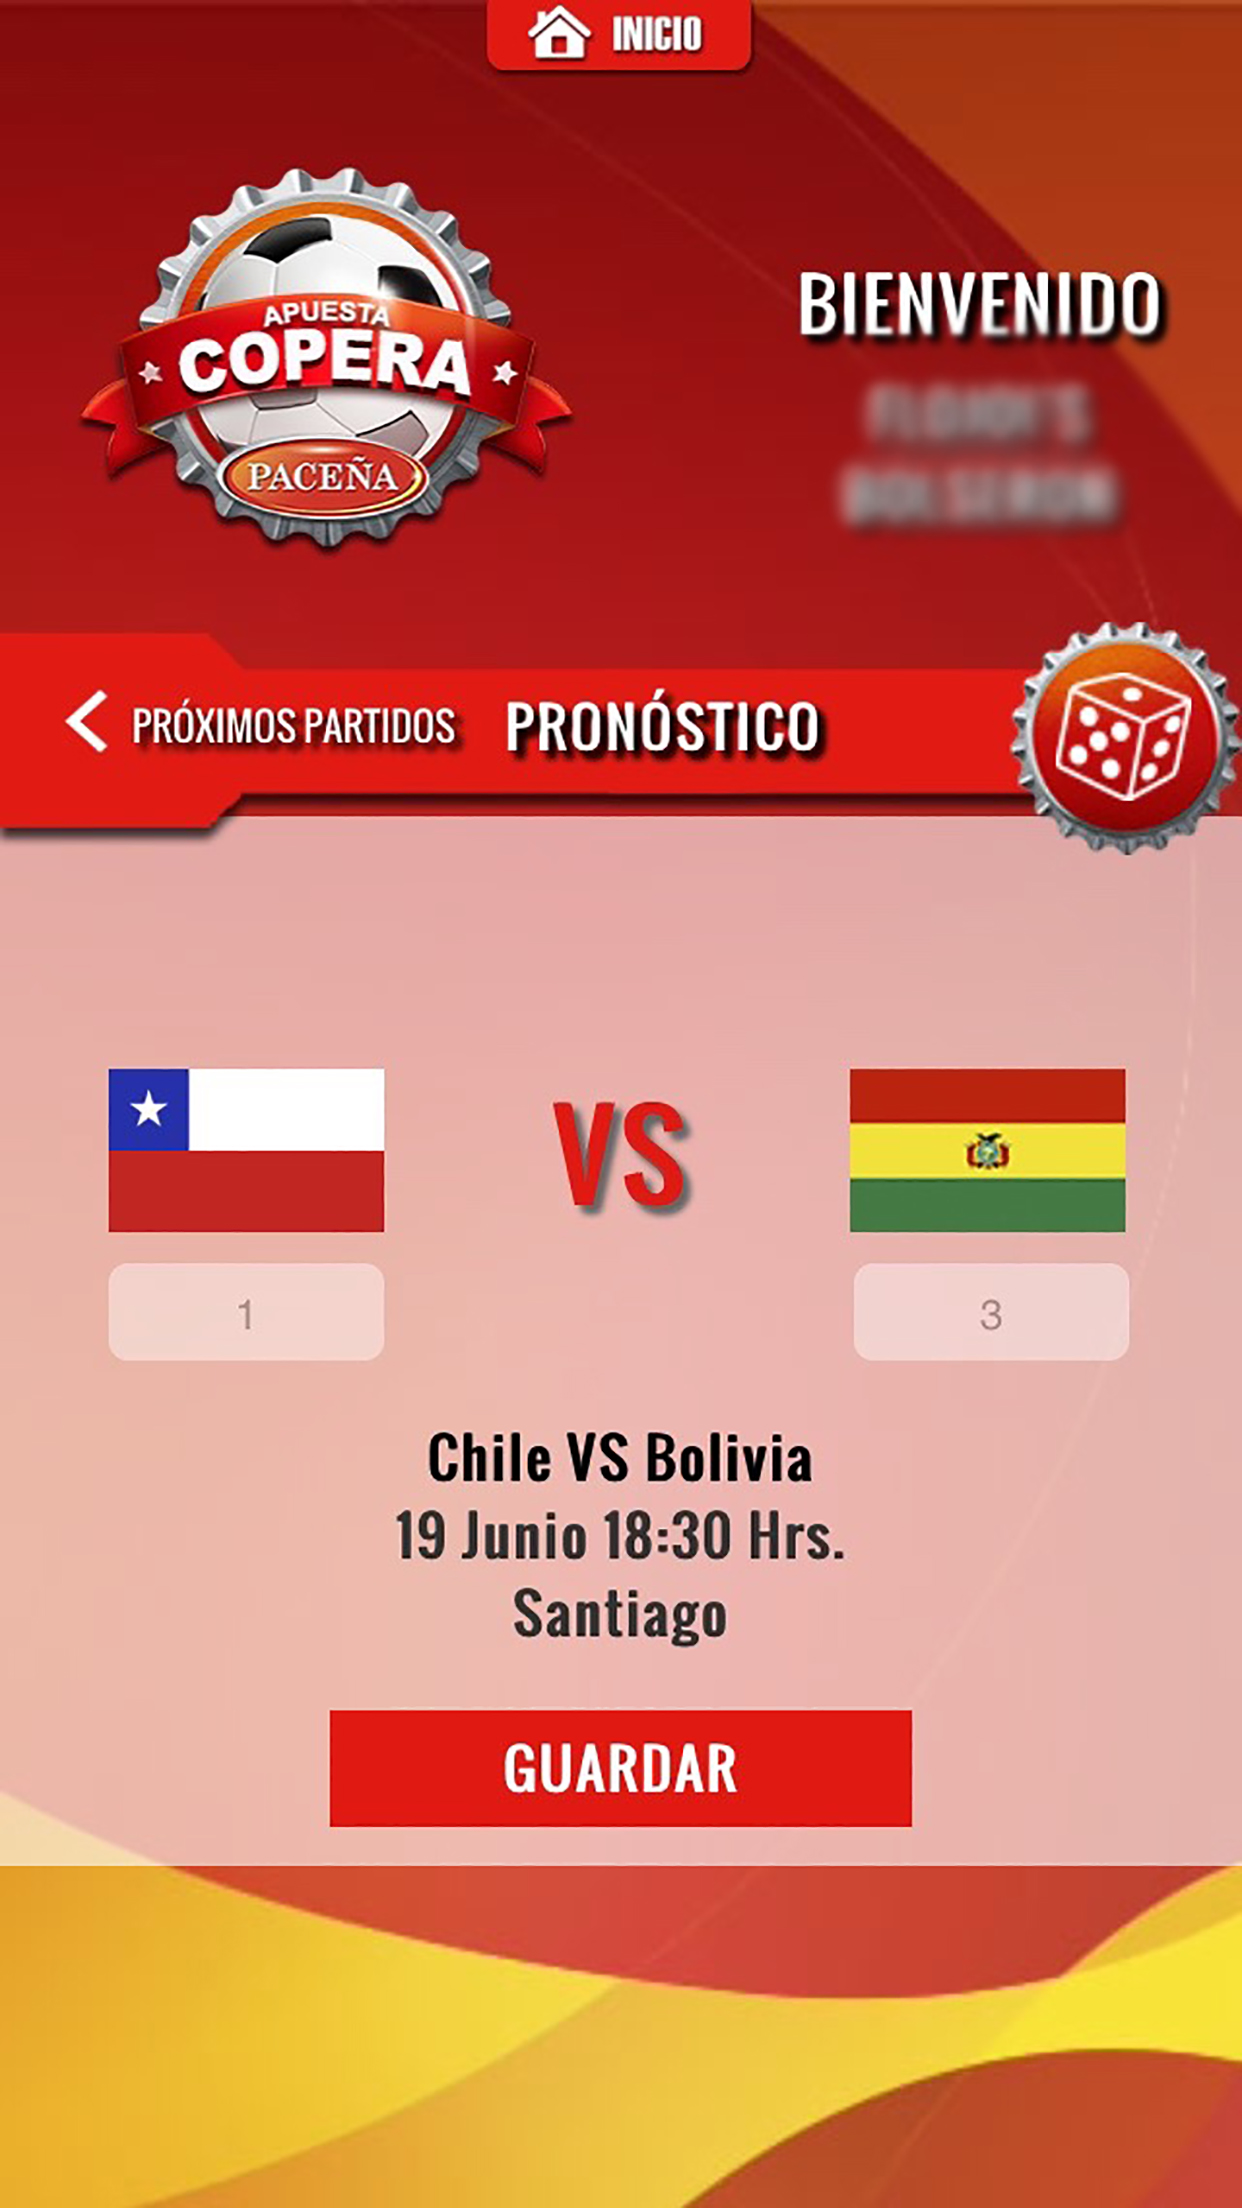 INICIO
APUESTA
COPERA
PACEÑA
BIENVENIDO
PRÓXIMOS PARTIDOS
PRONÓSTICO
VS
1
3
Chile VS Bolivia
19 Junio 18:30 Hrs.
Santiago
GUARDAR